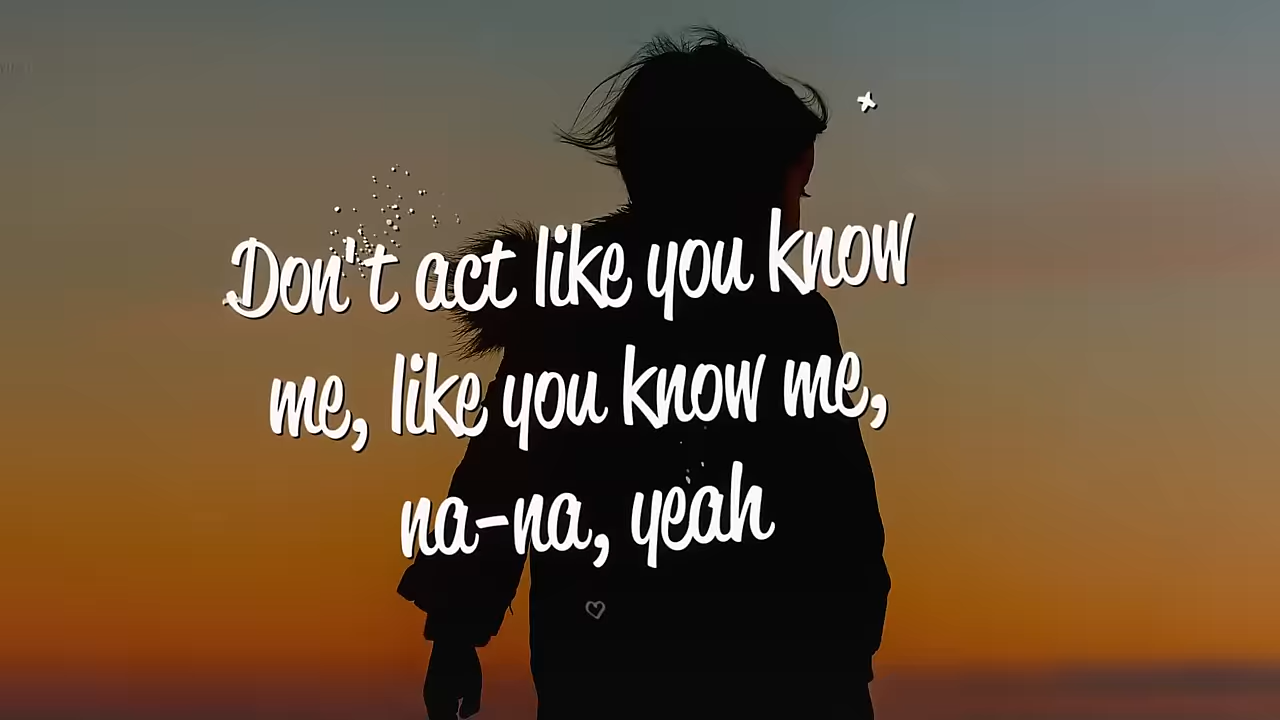 Don't act like you know
me, like you know me,
na-na, yeah